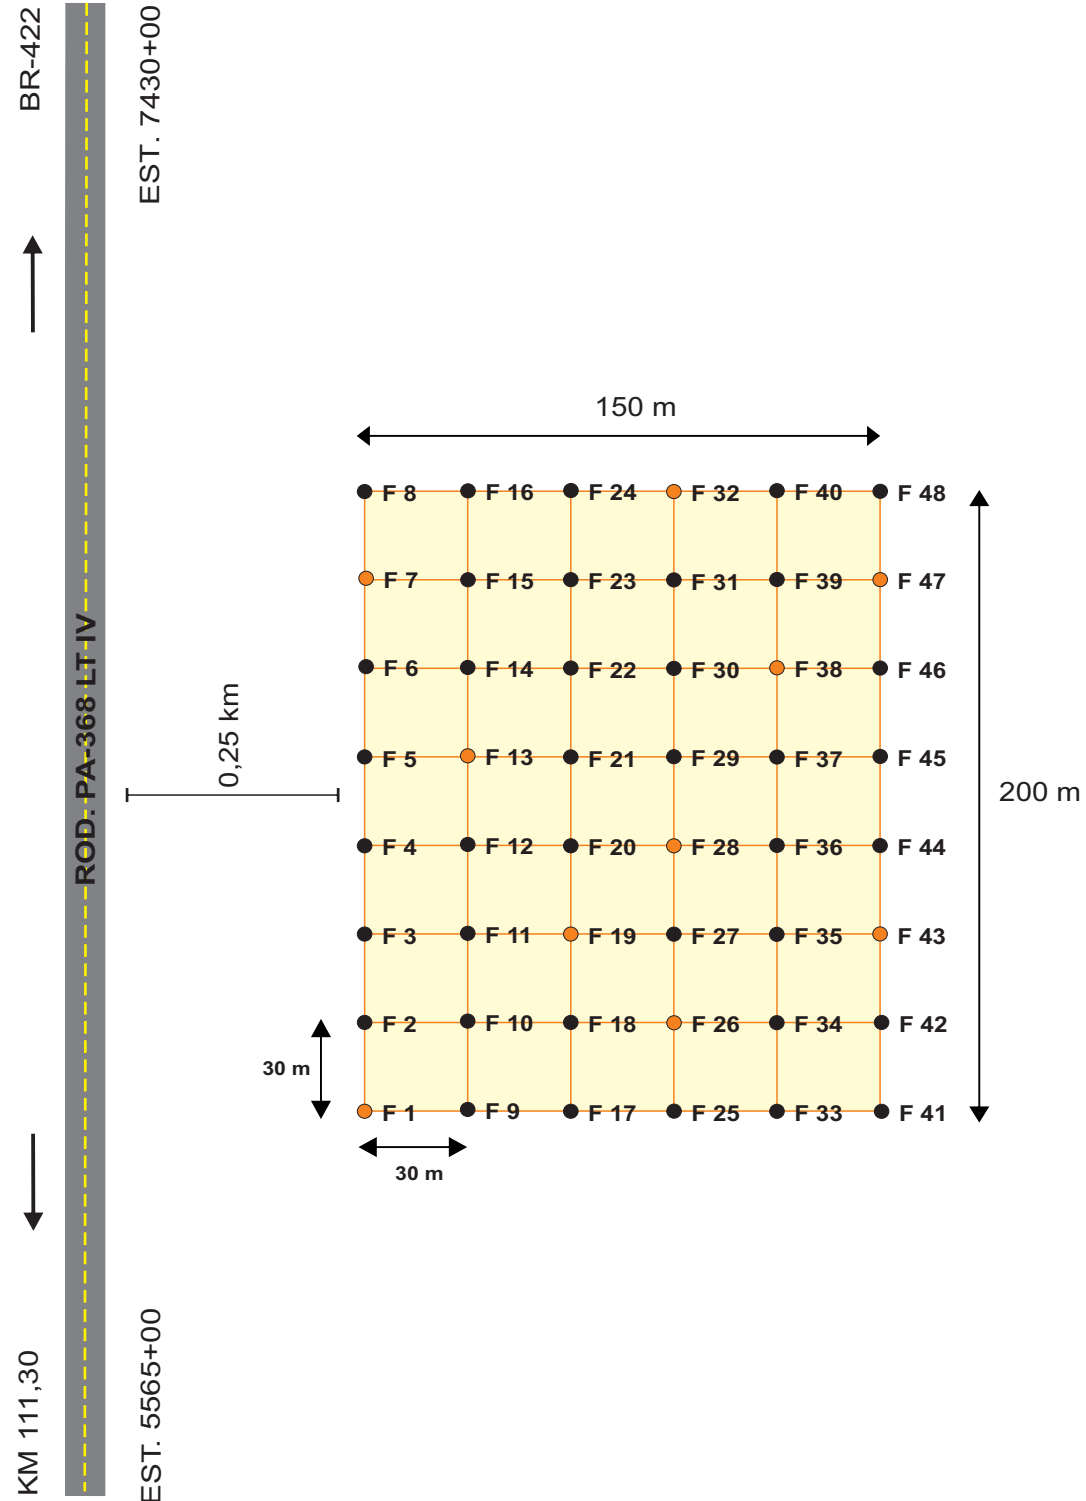 BR-422
EST. 7430+00
ROD. PA-368 LT IV
0,25 km
KM 111,30
EST. 5565+00
150 m
F 8 F 16 F 24 F 32 F 40 F 48
F 7 F 15 F 23 F 31 F 39 F 47
F 6 F 14 F 22 F 30 F 38 F 46
F 5 F 13 F 21 F 29 F 37 F 45
200 m
F 4 F 12 F 20 F 28 F 36 F 44
F 3 F 11 F 19 F 27 F 35 F 43
F 2 F 10 F 18 F 26 F 34 F 42
30 m
F 1 F 9 F 17 F 25 F 33 F 41
30 m